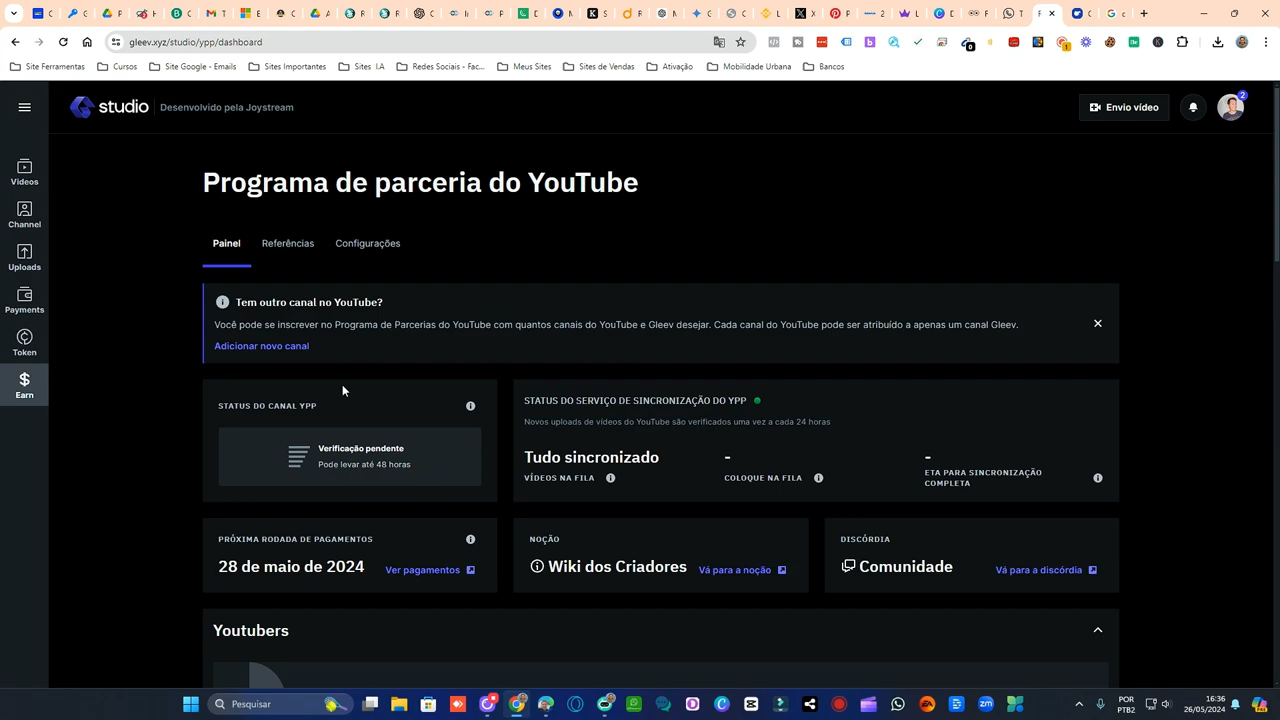 gleev.xyz/studio/ypp/dashboard
Site Ferramentas
Cursos
Site Google - Emails
Sites Importantes
Sites I.A
Redes Sociais - Fac...
Meus Sites
Sites de Vendas
Ativação
Mobilidade Urbana
Bancos
studio
Desenvolvido pela Joystream
Envio vídeo
2
Videos
Channel
Uploads
Payments
Token
Earn
Programa de parceria do YouTube
Painel
Referências
Configurações
Tem outro canal no YouTube?
Você pode se inscrever no Programa de Parcerias do YouTube com quantos canais do YouTube e Gleev desejar. Cada canal do YouTube pode ser atribuído a apenas um canal Gleev.
Adicionar novo canal
STATUS DO CANAL YPP
Verificação pendente
Pode levar até 48 horas
STATUS DO SERVIÇO DE SINCRONIZAÇÃO DO YPP
Novos uploads de vídeos do YouTube são verificados uma vez a cada 24 horas
Tudo sincronizado
VÍDEOS NA FILA
-
COLOQUE NA FILA
-
ETA PARA SINCRONIZAÇÃO
COMPLETA
PRÓXIMA RODADA DE PAGAMENTOS
28 de maio de 2024
Ver pagamentos
NOÇÃO
Wiki dos Criadores
Vá para a noção
DISCÓRDIA
Comunidade
Vá para a discórdia
Youtubers
Pesquisar
POR
PTB2
16:36
26/05/2024